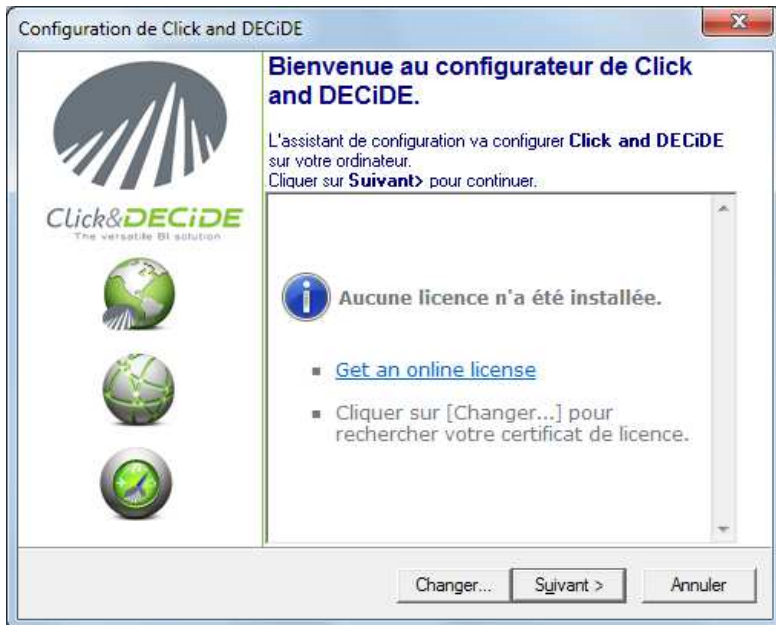 Configuration de Click and DECiDE
Bienvenue au configurateur de Click
and DECiDE.
L'assistant de configuration va configurer Click and DECiDE
sur votre ordinateur.
Cliquer sur Suivant> pour continuer.
Click&DECiDE
The versatile BI solution
Aucune licence n'a été installée.
Get an online license
Cliquer sur [Changer...] pour
rechercher votre certificat de licence.
Changer...
Suivant >
Annuler